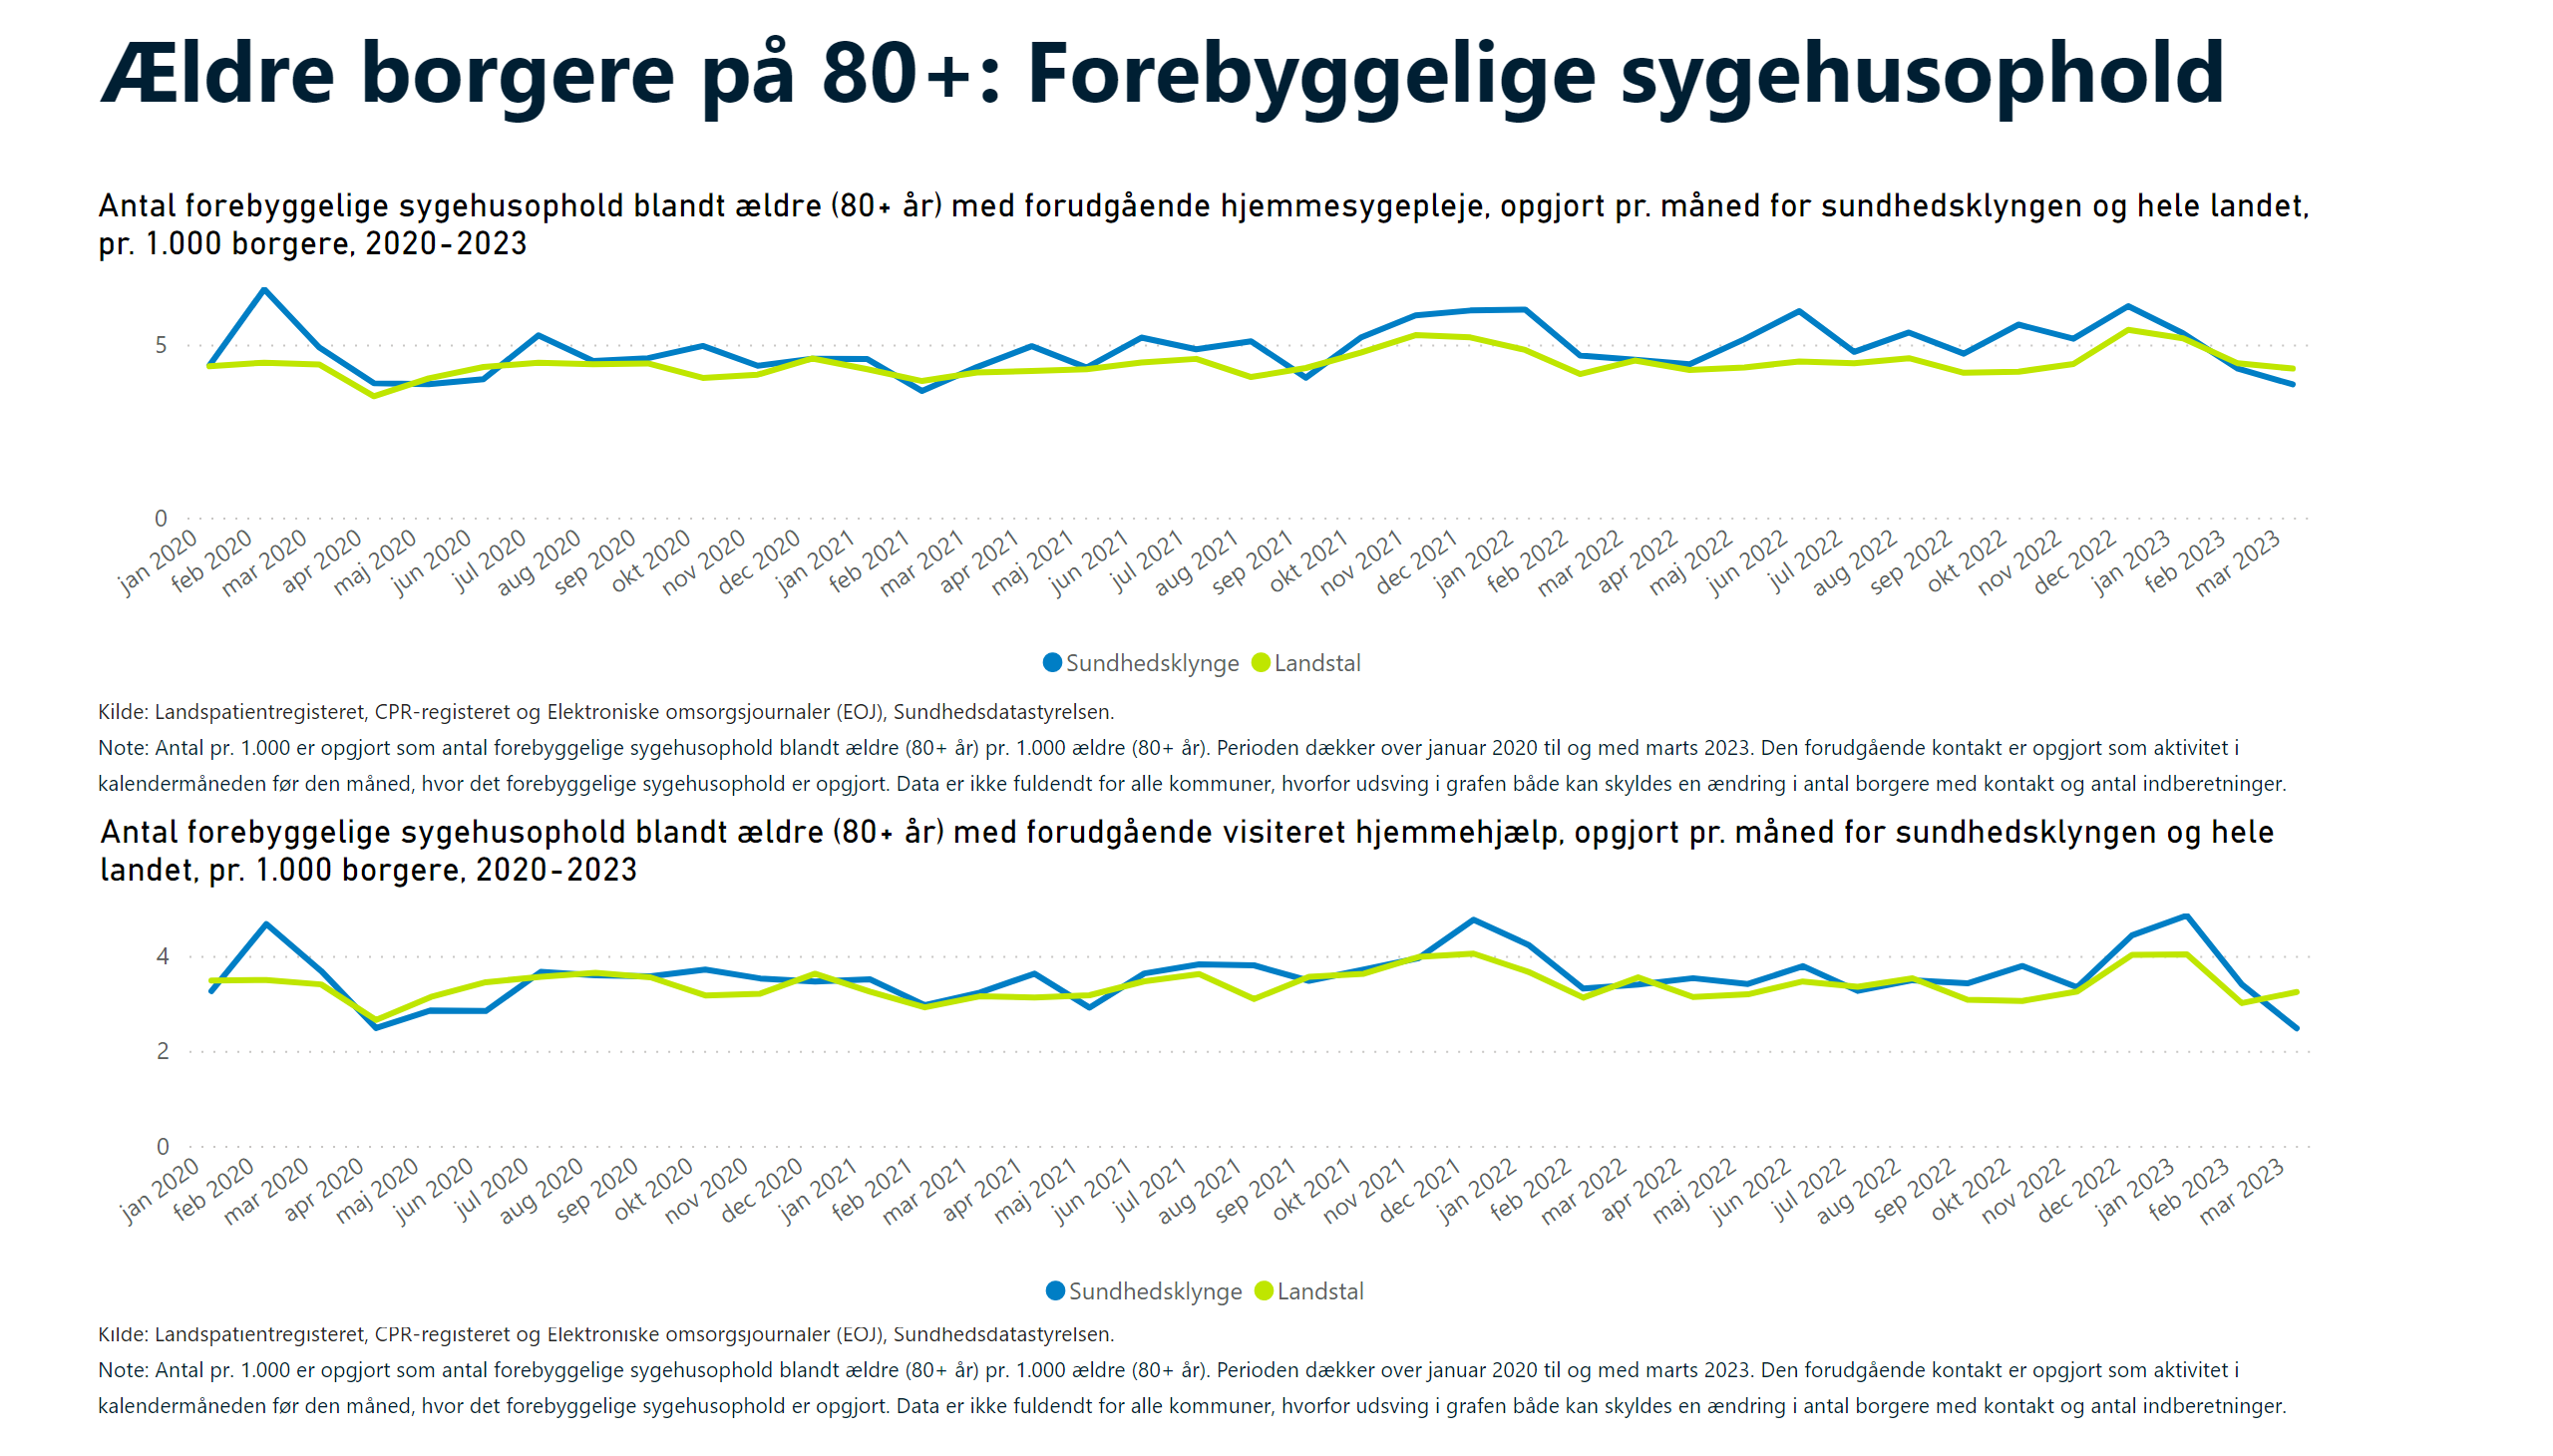 Ældre borgere på 80+: Forebyggelige sygehusophold
Antal forebyggelige sygehusophold blandt ældre (80+ år) med forudgående hjemmesygepleje, opgjort pr. måned for sundhedsklyngen og hele landet,
pr. 1.000 borgere, 2020-2023
5
0
jan 2020 feb 2020 mar 2020 apr 2020 maj 2020 jun 2020 jul 2020 aug 2020 sep 2020 okt 2020 nov 2020 dec 2020 jan 2021 feb 2021 mar 2021 apr 2021 maj 2021 jun 2021 jul 2021 aug 2021 sep 2021 okt 2021 nov 2021 dec 2021 jan 2022 feb 2022 mar 2022 apr 2022 maj 2022 jun 2022 jul 2022 aug 2022 sep 2022 okt 2022 nov 2022 dec 2022 jan 2023 feb 2023 mar 2023
Sundhedsklynge Landstal
Kilde: Landspatientregisteret, CPR-registeret og Elektroniske omsorgsjournaler (EOJ), Sundhedsdatastyrelsen.
Note: Antal pr. 1.000 er opgjort som antal forebyggelige sygehusophold blandt ældre (80+ år) pr. 1.000 ældre (80+ år). Perioden dækker over januar 2020 til og med marts 2023. Den forudgående kontakt er opgjort som aktivitet i
kalendermåneden før den måned, hvor det forebyggelige sygehusophold er opgjort. Data er ikke fuldendt for alle kommuner, hvorfor udsving i grafen både kan skyldes en ændring i antal borgere med kontakt og antal indberetninger.
Antal forebyggelige sygehusophold blandt ældre (80+ år) med forudgående visiteret hjemmehjælp, opgjort pr. måned for sundhedsklyngen og hele
landet, pr. 1.000 borgere, 2020-2023
4
2
0
jan 2020 feb 2020 mar 2020 apr 2020 maj 2020 jun 2020 jul 2020 aug 2020 sep 2020 okt 2020 nov 2020 dec 2020 jan 2021 feb 2021 mar 2021 apr 2021 maj 2021 jun 2021 jul 2021 aug 2021 sep 2021 okt 2021 nov 2021 dec 2021 jan 2022 feb 2022 mar 2022 apr 2022 maj 2022 jun 2022 jul 2022 aug 2022 sep 2022 okt 2022 nov 2022 dec 2022 jan 2023 feb 2023 mar 2023
Sundhedsklynge Landstal
Kilde: Landspatientregisteret, CPR-registeret og Elektroniske omsorgsjournaler (EOJ), Sundhedsdatastyrelsen.
Note: Antal pr. 1.000 er opgjort som antal forebyggelige sygehusophold blandt ældre (80+ år) pr. 1.000 ældre (80+ år). Perioden dækker over januar 2020 til og med marts 2023. Den forudgående kontakt er opgjort som aktivitet i
kalendermåneden før den måned, hvor det forebyggelige sygehusophold er opgjort. Data er ikke fuldendt for alle kommuner, hvorfor udsving i grafen både kan skyldes en ændring i antal borgere med kontakt og antal indberetninger.